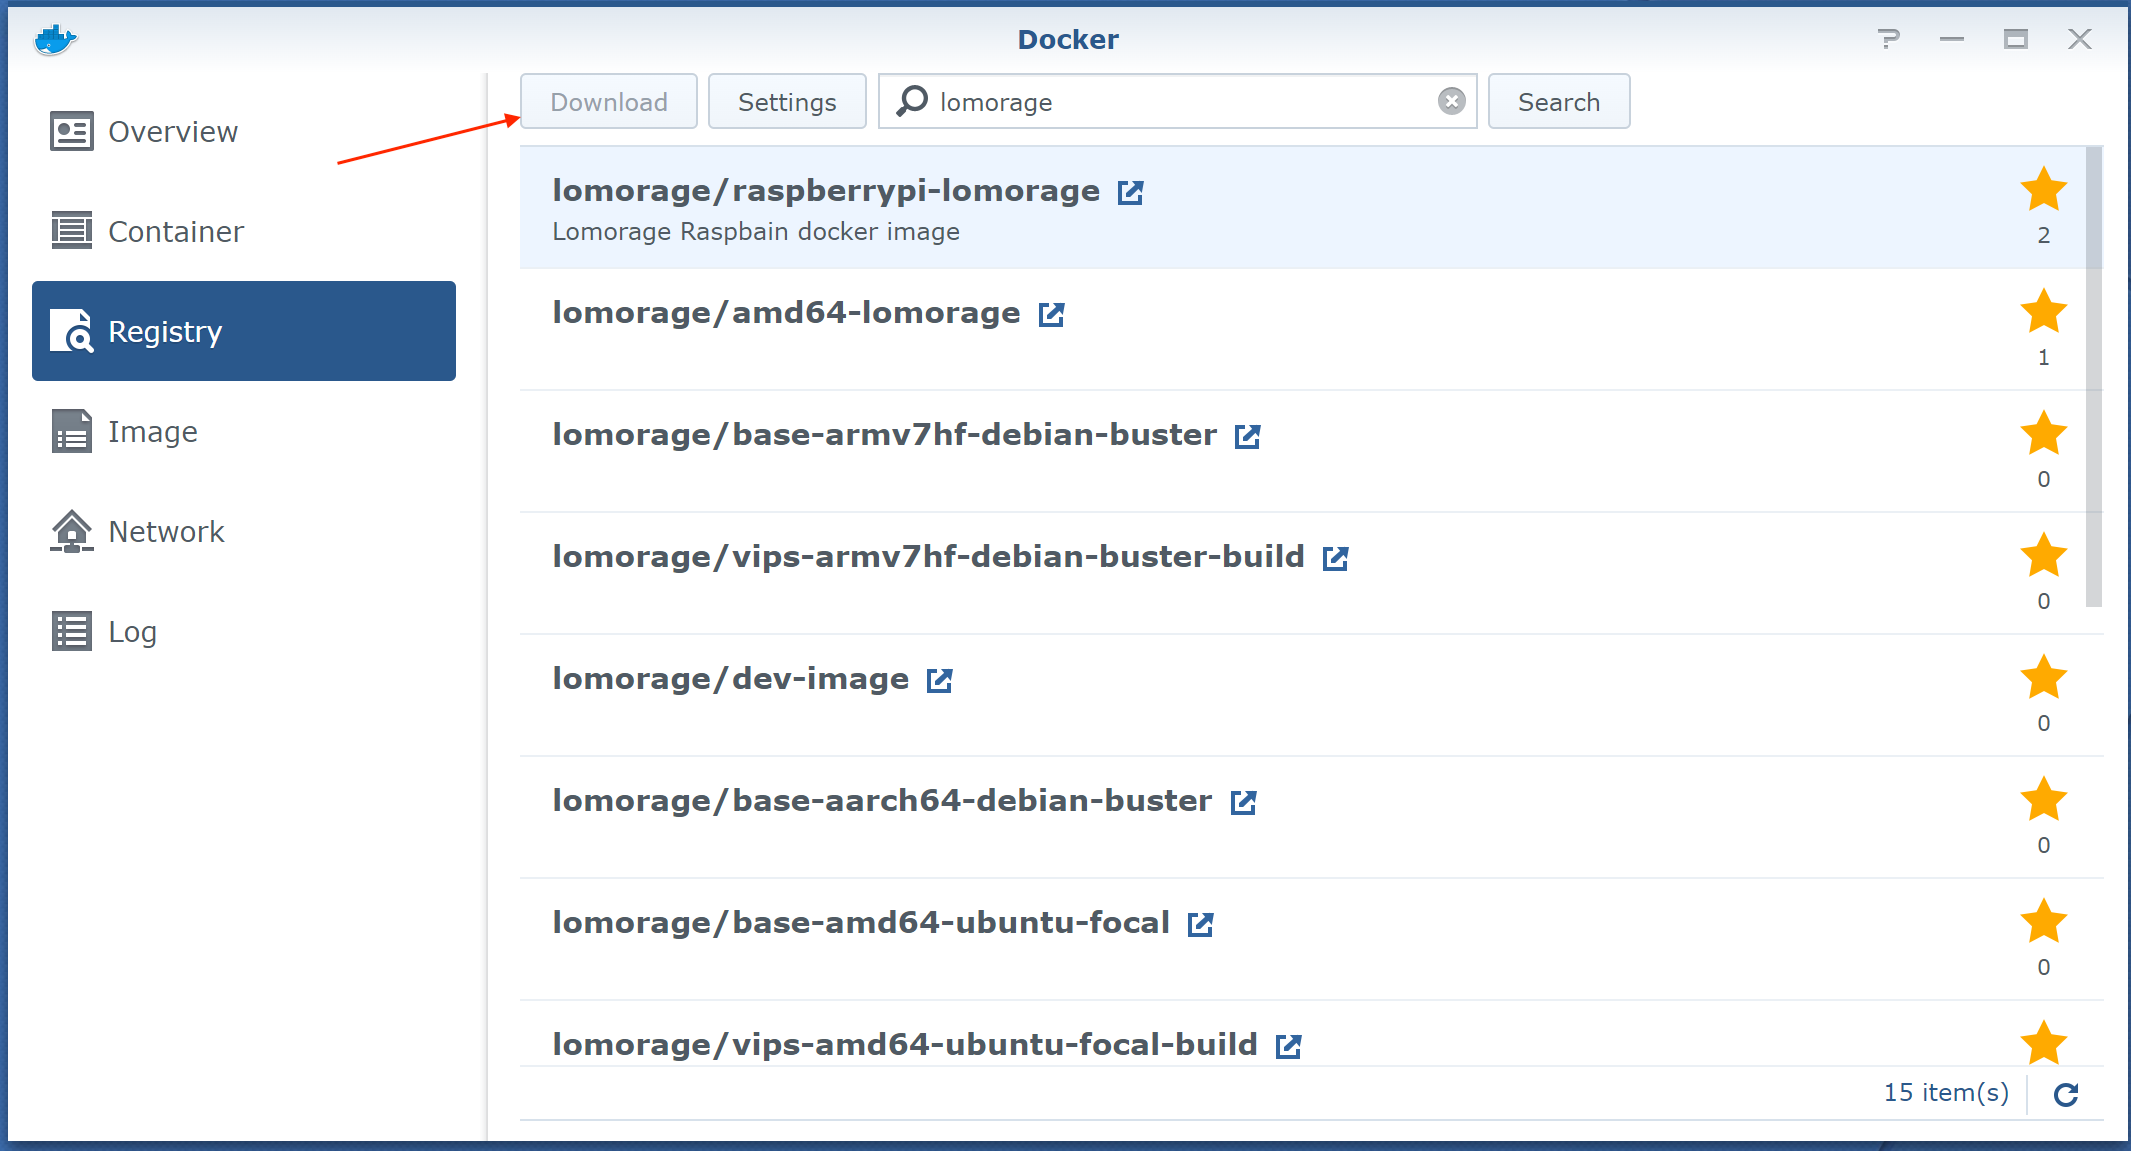 Docker
Overview
Container
Registry
Image
Network
Log
Download Settings lomorage Search
lomorage/raspberrypi-lomorage
Lomorage Raspbain docker image
2
lomorage/amd64-lomorage
1
lomorage/base-armv7hf-debian-buster
0
lomorage/vips-armv7hf-debian-buster-build
0
lomorage/dev-image
0
lomorage/base-aarch64-debian-buster
0
lomorage/base-amd64-ubuntu-focal
0
lomorage/vips-amd64-ubuntu-focal-build
15 item(s)